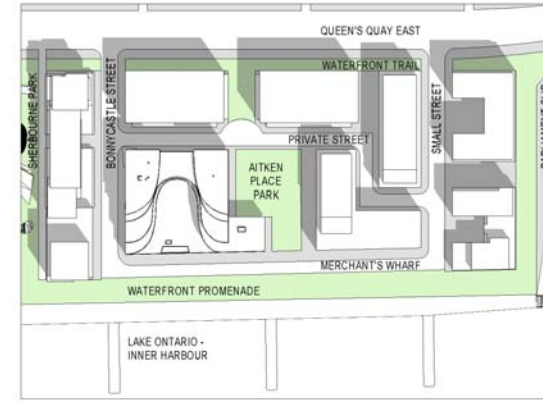 QUEEN'S QUAY EAST
WATERFRONT TRAIL
SHERBOURNE PARK
BONNYCASTLE STREET
SMALL STREET
PRIVATE STREET
AITKEN
PLACE
PARK
MERCHANT'S WHARF
WATERFRONT PROMENADE
LAKE ONTARIO -
INNER HARBOUR